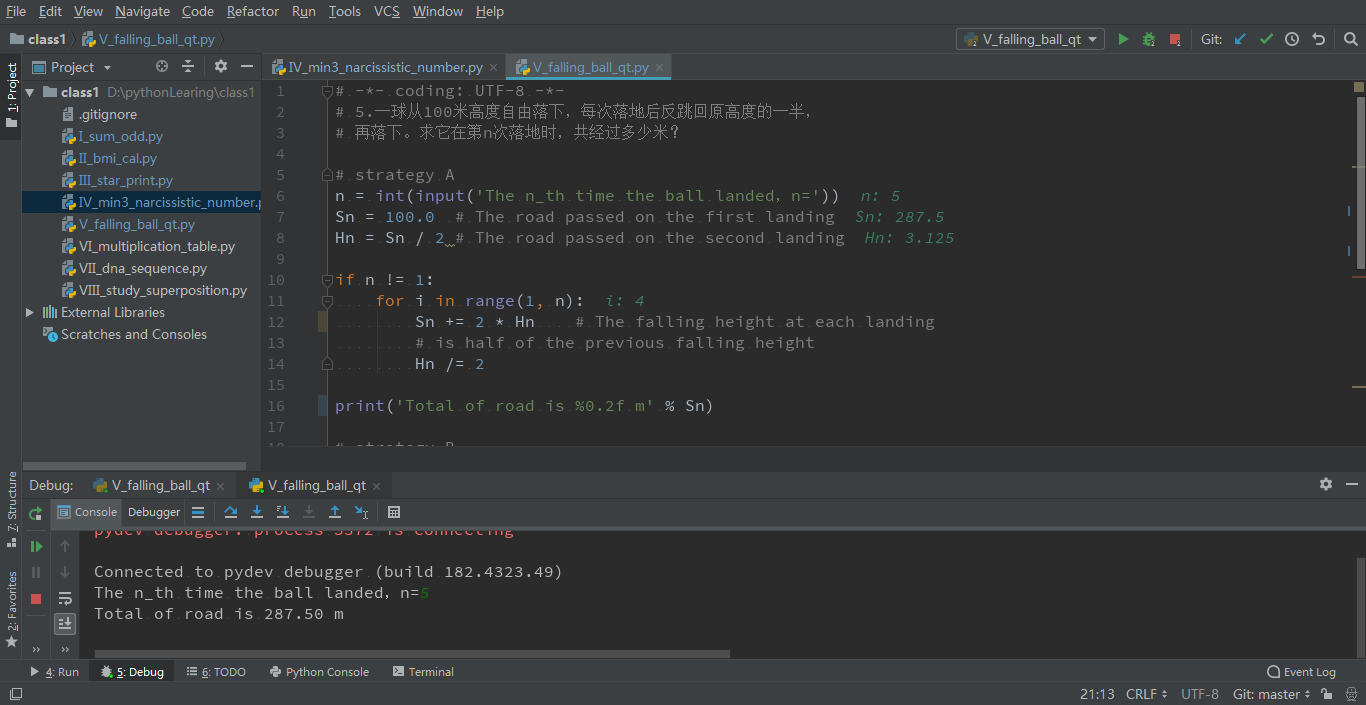 File Edit View Navigate Code Refactor Run Tools VCS Window Help
class1 V_falling_ball_qt.py V_falling_ball_qt Git:
1: Project
Project
IV_min3_narcissistic_number.py V_falling_ball_qt.py
class1 D:\pythonLearing\class1
.gitignore
I_sum_odd.py
II_bmi_cal.py
III_star_print.py
IV_min3_narcissistic_number.p
V_falling_ball_qt.py
VI_multiplication_table.py
VII_dna_sequence.py
VIII_study_superposition.py
External Libraries
Scratches and Consoles
1 # -*- coding: UTF-8 -*-
2 # 5.一球从100米高度自由落下，每次落地后反跳回原高度的一半，
3 # 再落下。求它在第n次落地时，共经过多少米？
4
5 # strategy A
6 n = int(input('The n_th time the ball landed, n=')) n: 5
7 Sn = 100.0 # The road passed on the first landing Sn: 287.5
8 Hn = Sn / 2 # The road passed on the second landing Hn: 3.125
9
10 if n != 1:
11 for i in range(1, n): i: 4
12 Sn += 2 * Hn # The falling height at each landing
13 # is half of the previous falling height
14 Hn /= 2
15
16 print('Total of road is %0.2f m' % Sn)
17
18 # strategy B
Debug: V_falling_ball_qt V_falling_ball_qt
Console Debugger
pydev debugger: process 5372 is connecting
Connected to pydev debugger (build 182.4323.49)
The n_th time the ball landed, n=5
Total of road is 287.50 m
7: Structure
2: Favorites
4: Run 5: Debug 6: TODO Python Console Terminal Event Log
21:13 CRLF UTF-8 Git: master